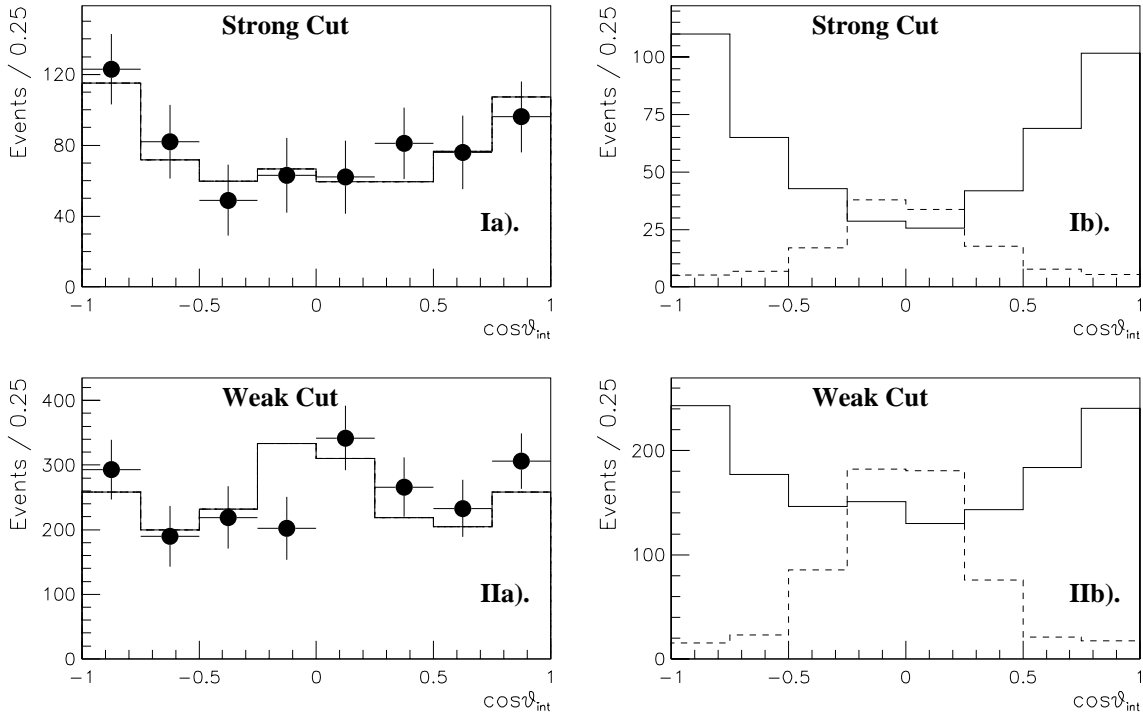 Strong Cut
Events / 0.25
120
80
40
0
-1
-0.5
0
0.5
1
cosϑint
Ia).
Strong Cut
Events / 0.25
100
75
50
25
0
-1
-0.5
0
0.5
1
cosϑint
Ib).
Weak Cut
Events / 0.25
400
300
200
100
0
-1
-0.5
0
0.5
1
cosϑint
IIa).
Weak Cut
Events / 0.25
200
100
0
-1
-0.5
0
0.5
1
cosϑint
IIb).